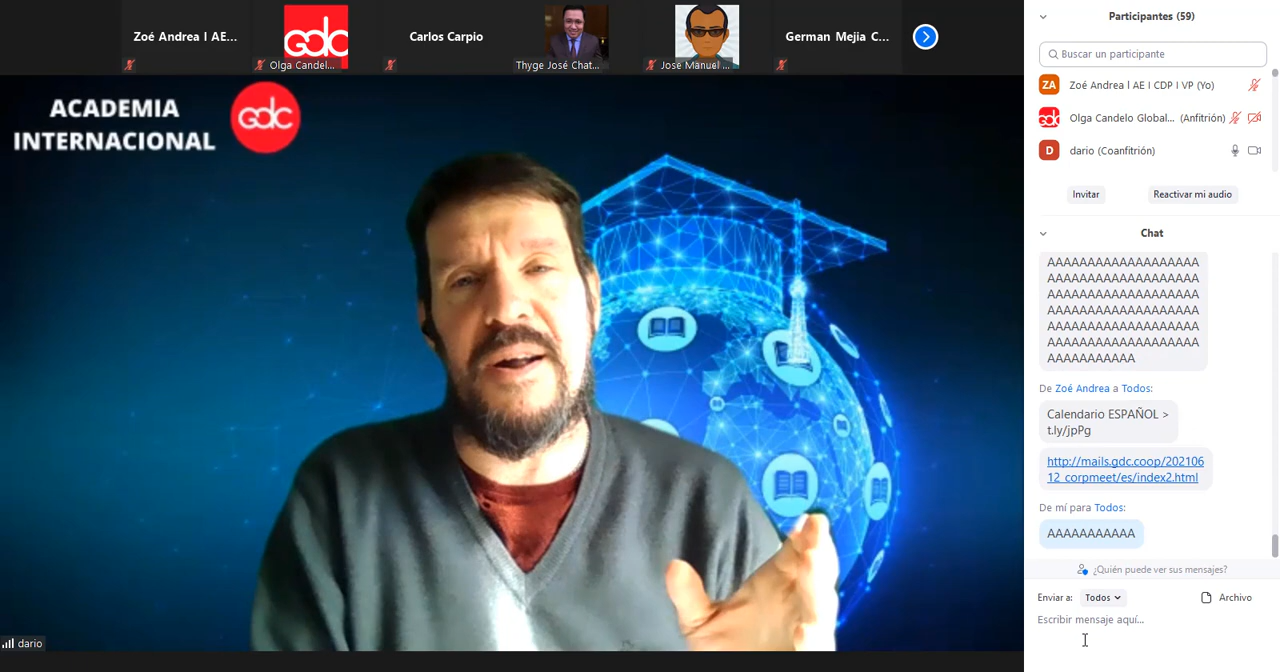 Zoé Andrea l AE...
Olga Candel...
Carlos Carpio
Thyge José Chat...
José Manuel ...
German Mejia C...
gdc
ACADEMIA
INTERNACIONAL
gdc
dario
Participantes (59)
Buscar un participante
ZA
Zoé Andrea l AE I CDP I VP (Yo)
gdc
Olga Candelo Global... (Anfitrión)
D
dario (Coanfitrión)
Invitar
Reactivar mi audio
Chat
AAAAAAAAAAAAAAAAAAA
AAAAAAAAAAAAAAAAAAA
AAAAAAAAAAAAAAAAAAA
AAAAAAAAAAAAAAAAAAA
AAAAAAAAAAAAAAAAAAA
AAAAAAAAAAAAAAAAAAA
AAAAAAAAAAA
De Zoé Andrea a Todos:
Calendario ESPAÑOL >
t.ly/jpPg
http://mails.gdc.coop/202106
12_corpmeet/es/index2.html
De mí para Todos:
AAAAAAAAAAA
¿Quién puede ver sus mensajes?
Enviar a: Todos
Archivo
Escribir mensaje aquí...